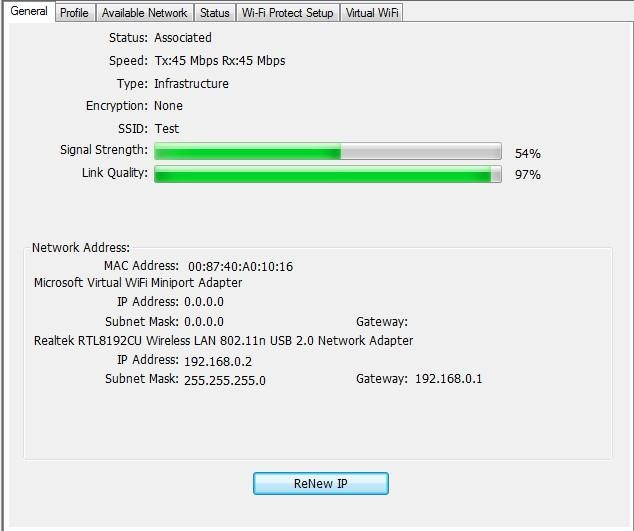 General Profile Available Network Status Wi-Fi Protect Setup Virtual WiFi
Status: Associated
Speed: Tx:45 Mbps Rx:45 Mbps
Type: Infrastructure
Encryption: None
SSID: Test
Signal Strength: 54%
Link Quality: 97%
Network Address:
MAC Address: 00:87:40:A0:10:16
Microsoft Virtual WiFi Miniport Adapter
IP Address: 0.0.0.0
Subnet Mask: 0.0.0.0 Gateway:
Realtek RTL8192CU Wireless LAN 802.11n USB 2.0 Network Adapter
IP Address: 192.168.0.2
Subnet Mask: 255.255.255.0 Gateway: 192.168.0.1
ReNew IP